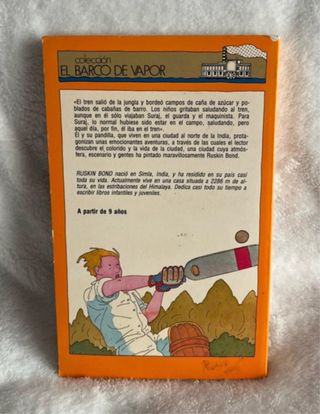 colección
EL BARCO DE VAPOR
«El tren salió de la jungla y bordeó campos de caña de azúcar y po-
blados de cabañas de barro. Los niños gritaban saludando al tren,
aunque en él sólo viajaban Suraj, el guarda y el maquinista. Para
Suraj, lo normal hubiese sido estar en el campo, saludando, pero
aquel día, por fin, él iba en el tren».
Él y su pandilla, que viven en una ciudad al norte de la India, prota-
gonizan unas emocionantes aventuras, a través de las cuales el lector
descubre el colorido y la vida de la ciudad, una ciudad cuya atmós-
fera, escenario y gentes ha pintado maravillosamente Ruskin Bond.
RUSKIN BOND nació en Simla, India, y ha residido en su país casi
toda su vida. Actualmente vive en una casa situada a 2286 m de al-
tura, en las estribaciones del Himalaya. Dedica casi todo su tiempo a
escribir libros infantiles y juveniles.
A partir de 9 años